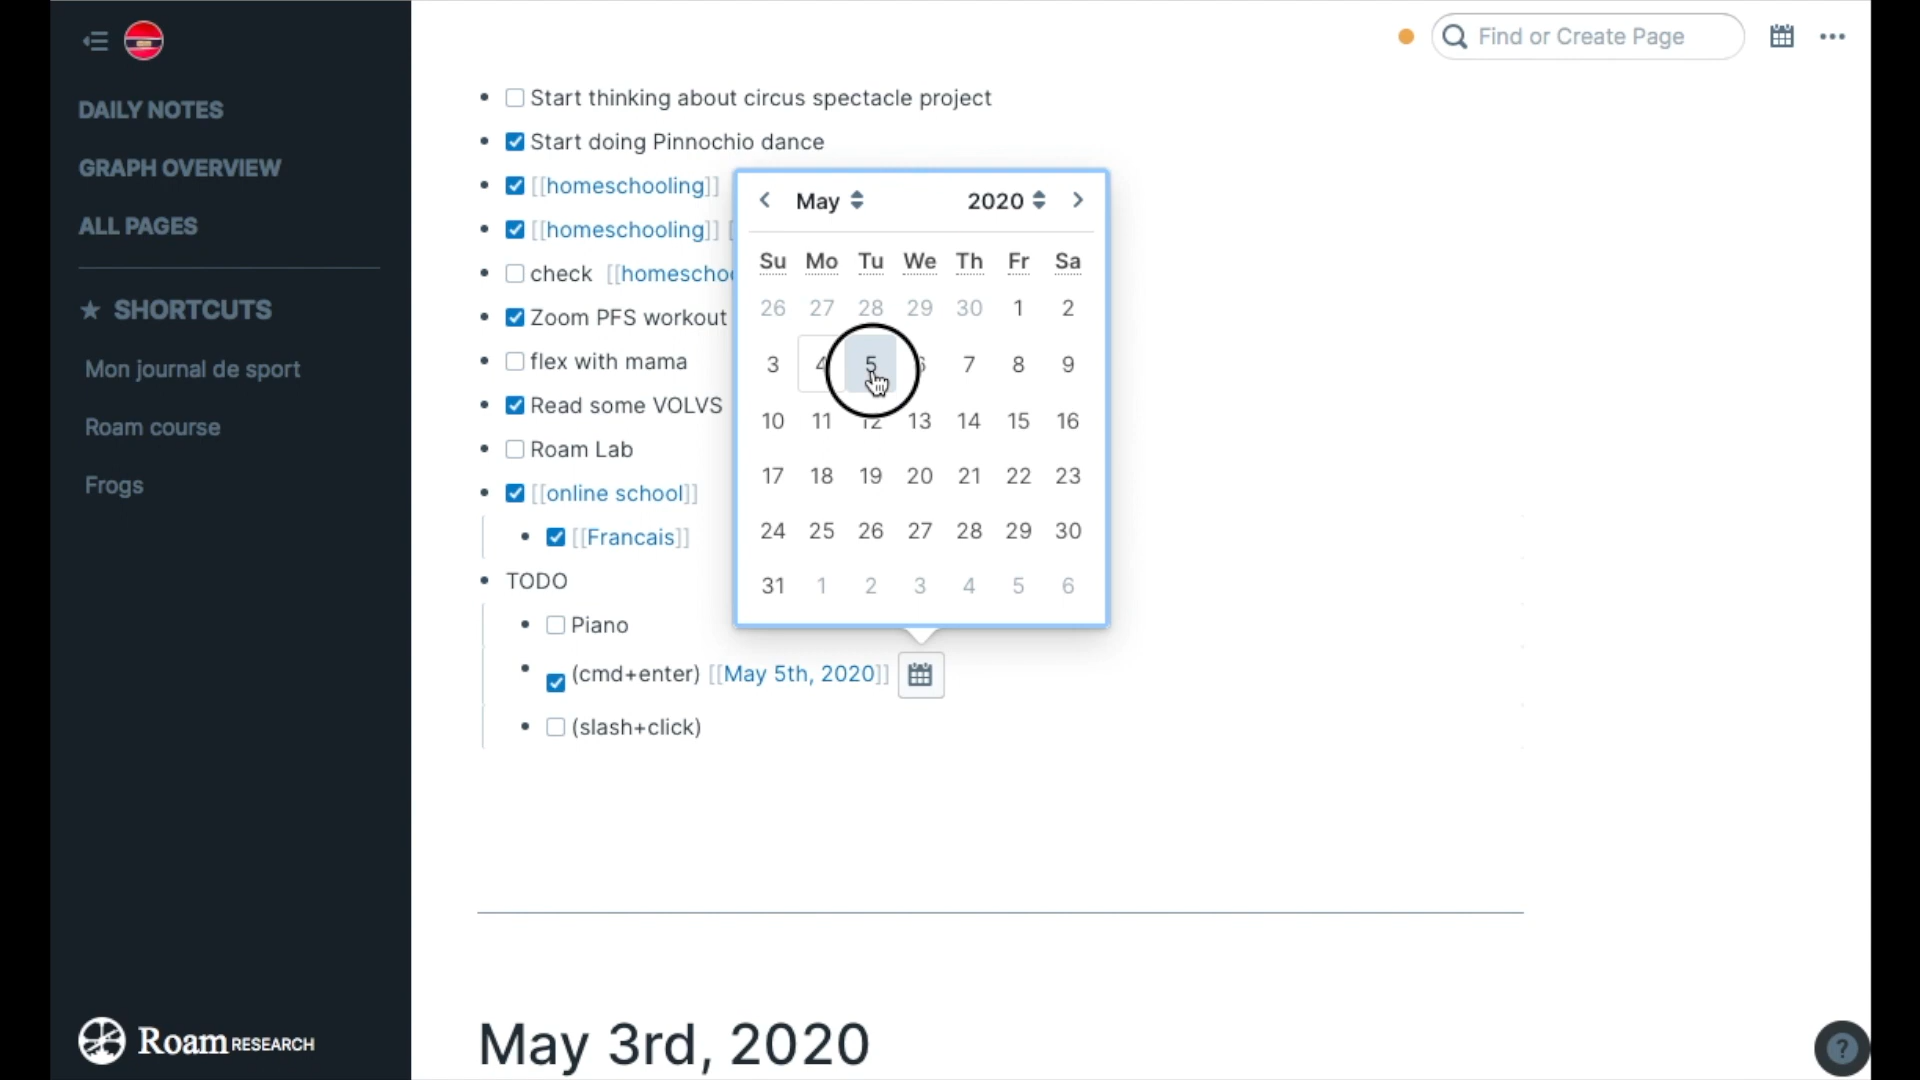 DAILY NOTES
GRAPH OVERVIEW
ALL PAGES
★ SHORTCUTS
Mon journal de sport
Roam course
Frogs
Roam RESEARCH
Find or Create Page
Start thinking about circus spectacle project
Start doing Pinnochio dance
[[homeschooling]]
[[homeschooling]] [
check [[homeschoo
Zoom PFS workout
flex with mama
Read some VOLVS
Roam Lab
[[online school]]
[[Francais]]
TODO
Piano
(cmd+enter) [[May 5th, 2020]]
(slash+click)
May 2020
Su Mo Tu We Th Fr Sa
26 27 28 29 30 1 2
3 4 5 6 7 8 9
10 11 12 13 14 15 16
17 18 19 20 21 22 23
24 25 26 27 28 29 30
31 1 2 3 4 5 6
May 3rd, 2020
?